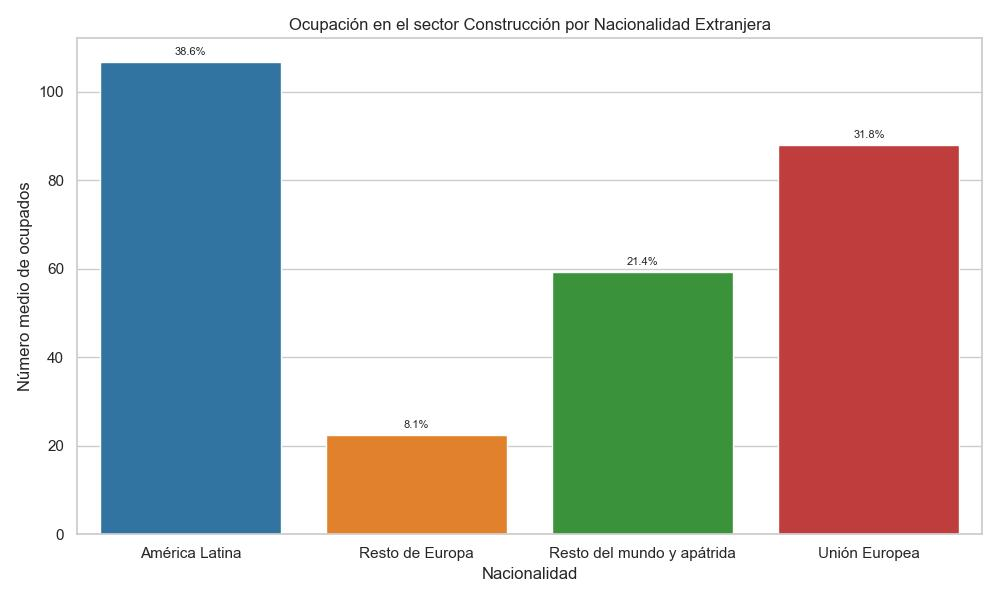 Ocupación en el sector Construcción por Nacionalidad Extranjera
Número medio de ocupados
100
80
60
40
20
0
38.6%
8.1%
21.4%
31.8%
América Latina
Resto de Europa
Resto del mundo y apátrida
Unión Europea
Nacionalidad